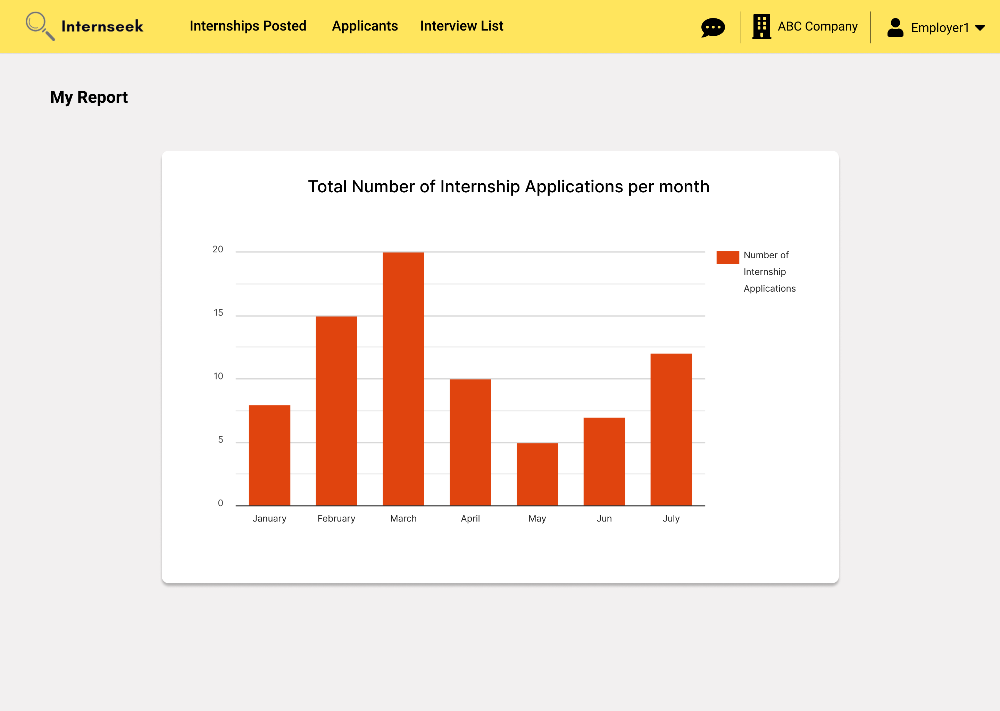 Internseek
Internships Posted
Applicants
Interview List
ABC Company
Employer1
My Report
Total Number of Internship Applications per month
20
15
10
5
0
January
February
March
April
May
Jun
July
Number of
Internship
Applications